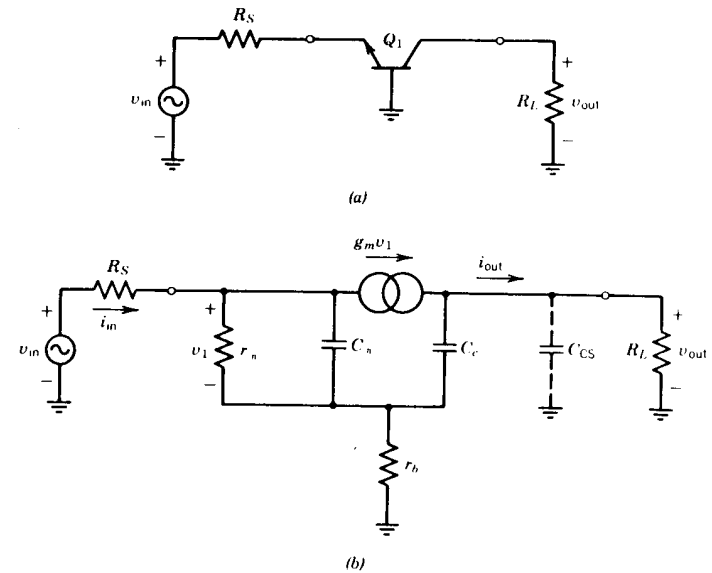 R_S
Q_1
+
+
v_in
R_L
v_out
−
−
(a)
g_m v_1
R_S
i_out
+
i_in
+
+
v_in
v_1
r_π
C_π
C_c
C_CS
R_L
v_out
−
−
−
r_b
(b)